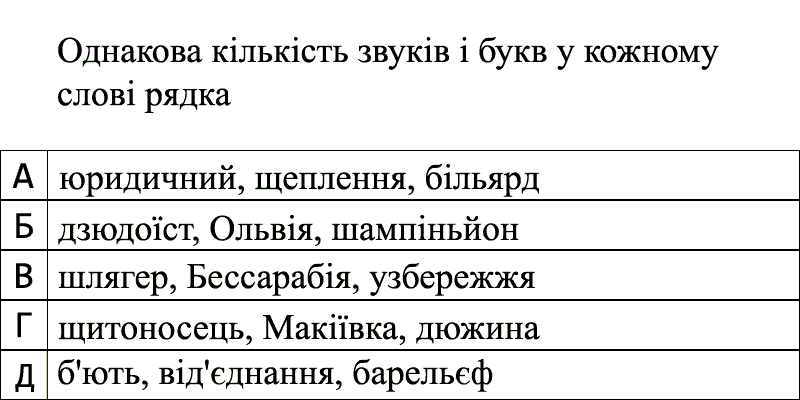 Однакова кількість звуків і букв у кожному
слові рядка
А юридичний, щеплення, більярд
Б дзюдоїст, Ольвія, шампіньйон
В шлягер, Бессарабія, узбережжя
Г щитоносець, Макіївка, дюжина
Д б'ють, від'єднання, барельєф